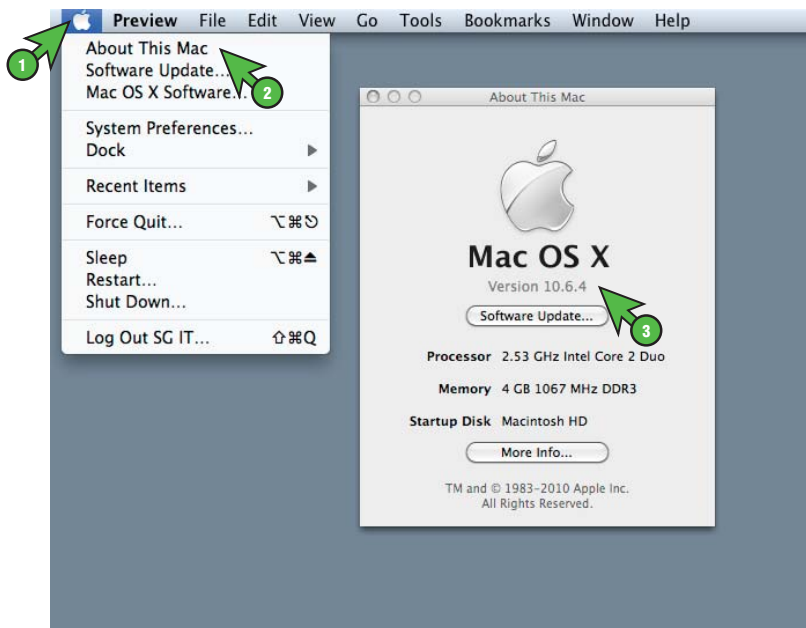 Preview File Edit View Go Tools Bookmarks Window Help
1
About This Mac
2
Software Update...
Mac OS X Software...
System Preferences...
Dock ▶
Recent Items ▶
Force Quit... ⌥⌘⎋
Sleep ⌥⌘⏏
Restart...
Shut Down...
Log Out SG IT... ⇧⌘Q
About This Mac
Mac OS X
Version 10.6.4
3
Software Update...
Processor 2.53 GHz Intel Core 2 Duo
Memory 4 GB 1067 MHz DDR3
Startup Disk Macintosh HD
More Info...
TM and © 1983-2010 Apple Inc.
All Rights Reserved.